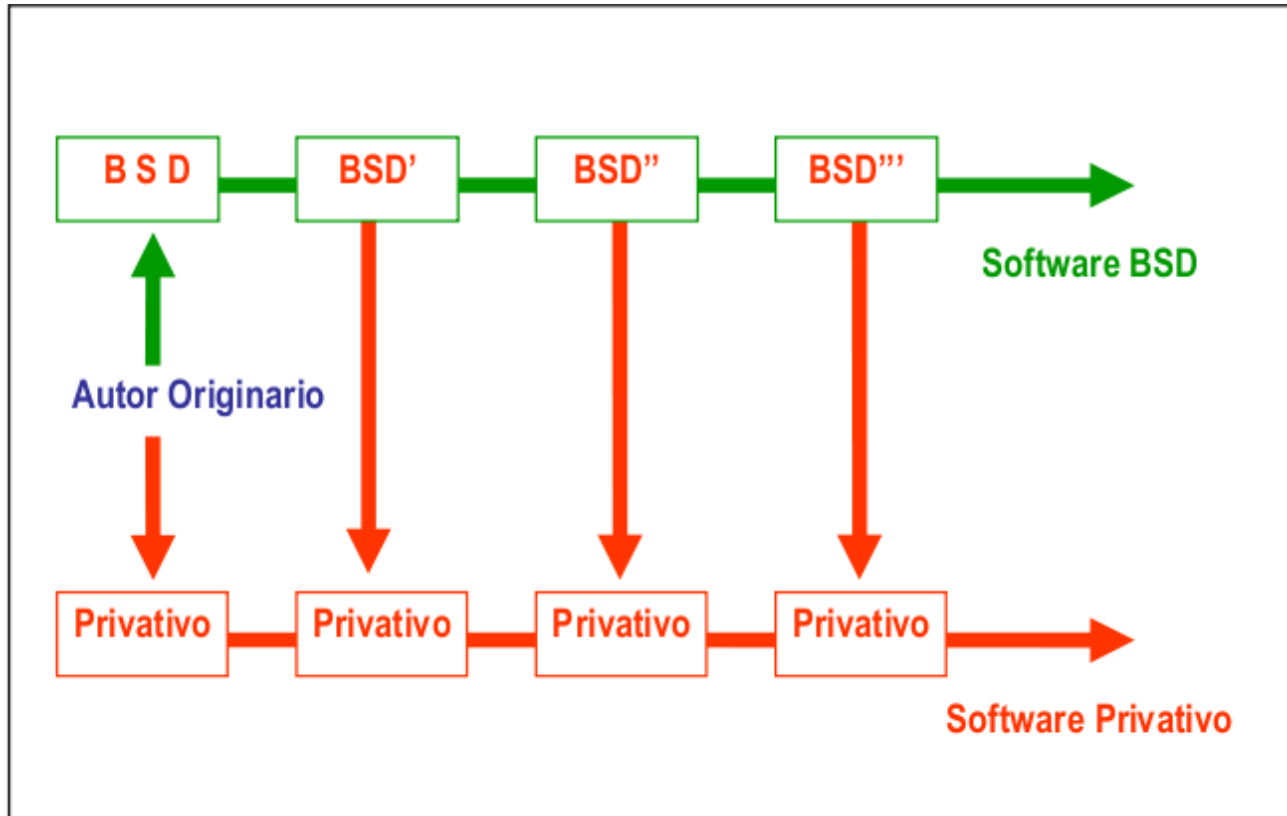 B S D
BSD’
BSD’’
BSD’’’
Software BSD
Autor Originario
Privativo
Privativo
Privativo
Privativo
Software Privativo